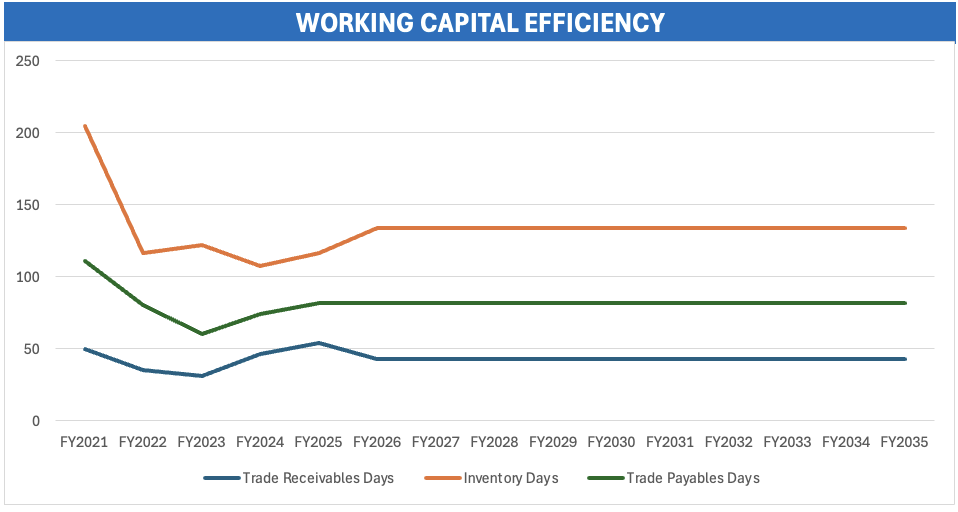 WORKING CAPITAL EFFICIENCY
250
200
150
100
50
0
FY2021 FY2022 FY2023 FY2024 FY2025 FY2026 FY2027 FY2028 FY2029 FY2030 FY2031 FY2032 FY2033 FY2034 FY2035
Trade Receivables Days Inventory Days Trade Payables Days